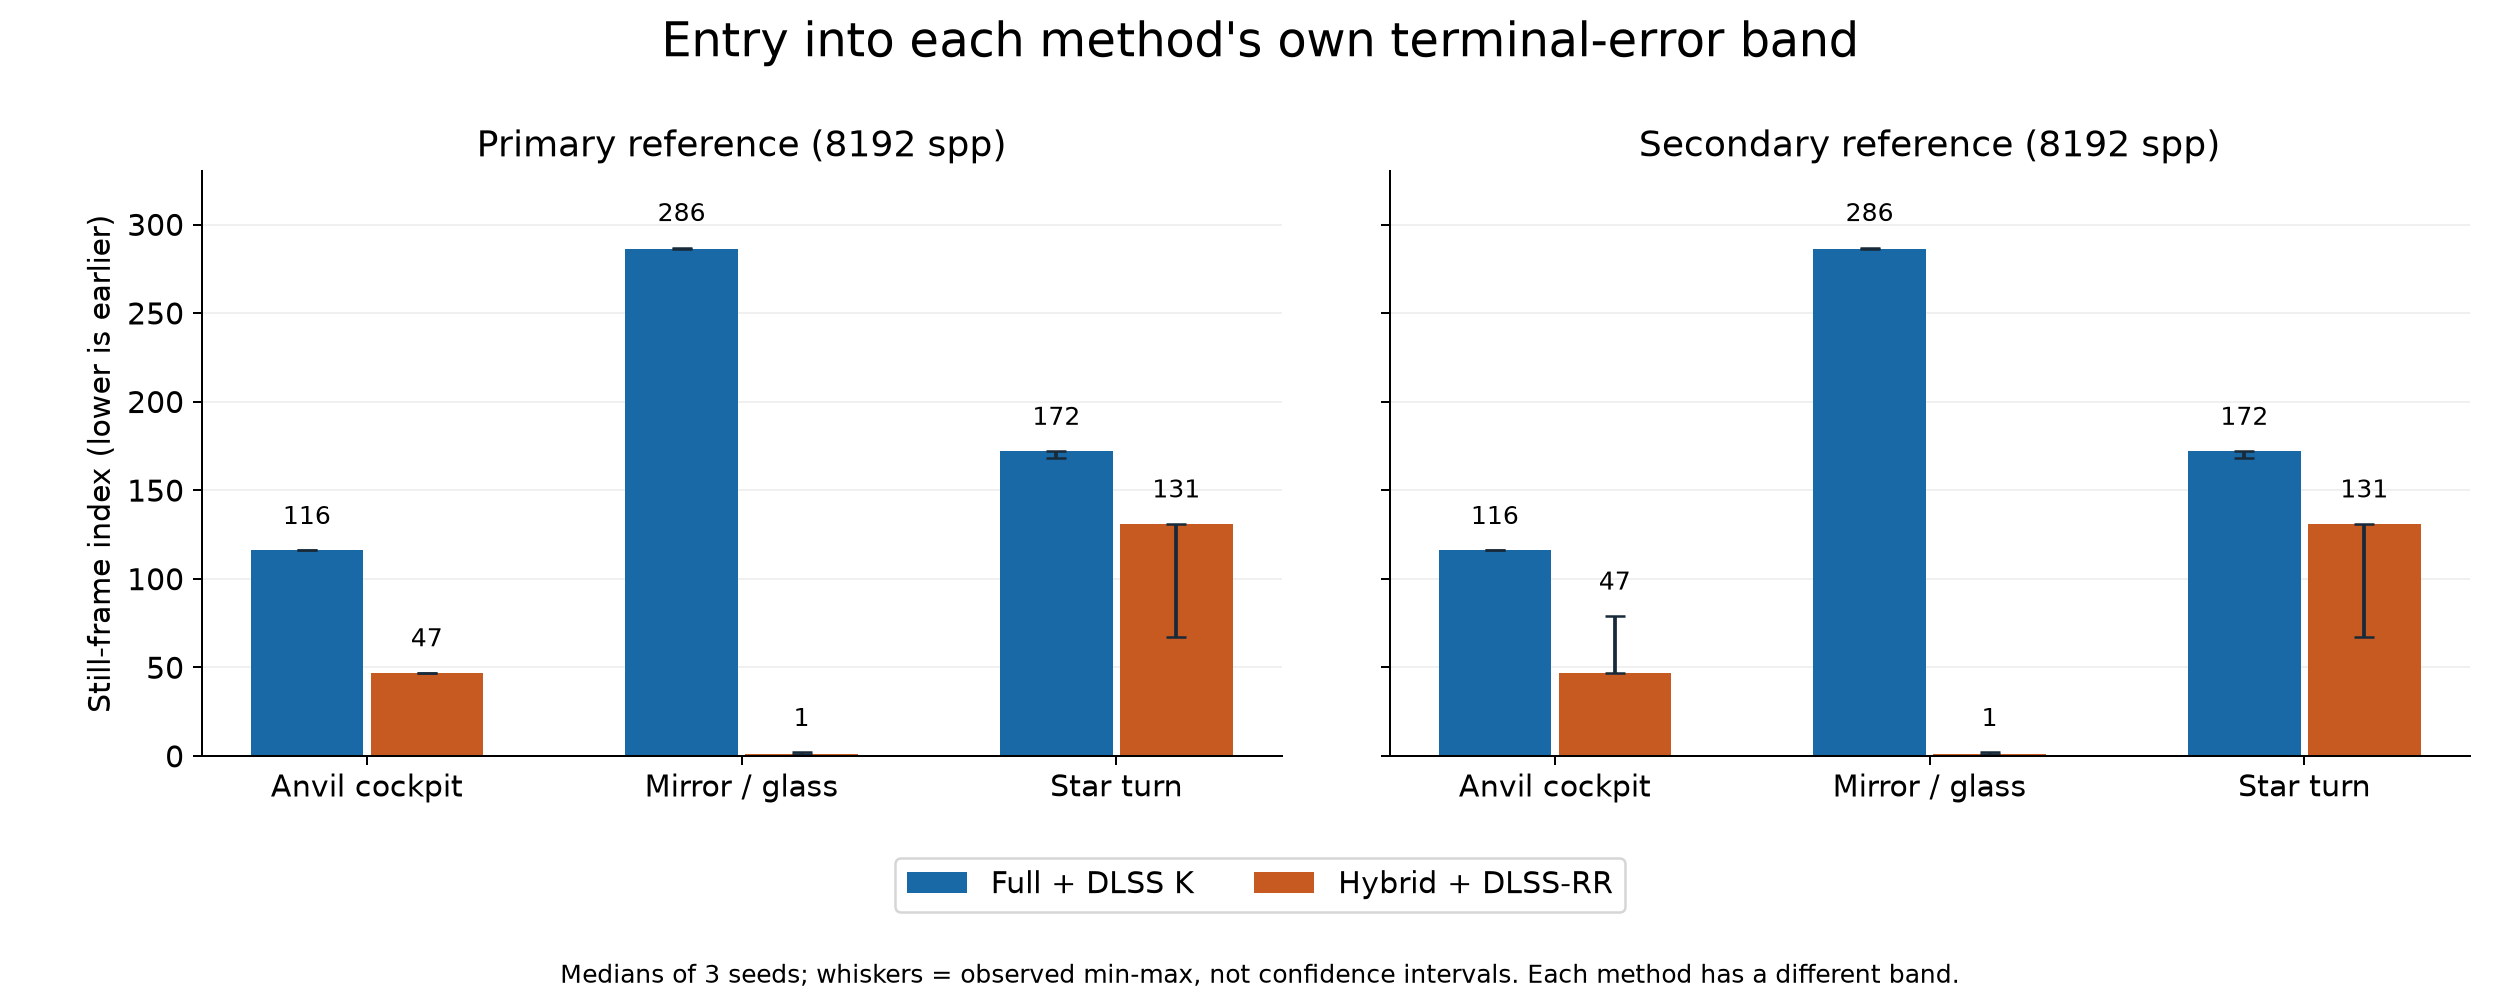 Entry into each method's own terminal-error band
Primary reference (8192 spp)
Still-frame index (lower is earlier)
300
250
200
150
100
50
0
116
47
286
1
172
131
Anvil cockpit
Mirror / glass
Star turn
Secondary reference (8192 spp)
116
47
286
1
172
131
Anvil cockpit
Mirror / glass
Star turn
Full + DLSS K
Hybrid + DLSS-RR
Medians of 3 seeds; whiskers = observed min-max, not confidence intervals. Each method has a different band.